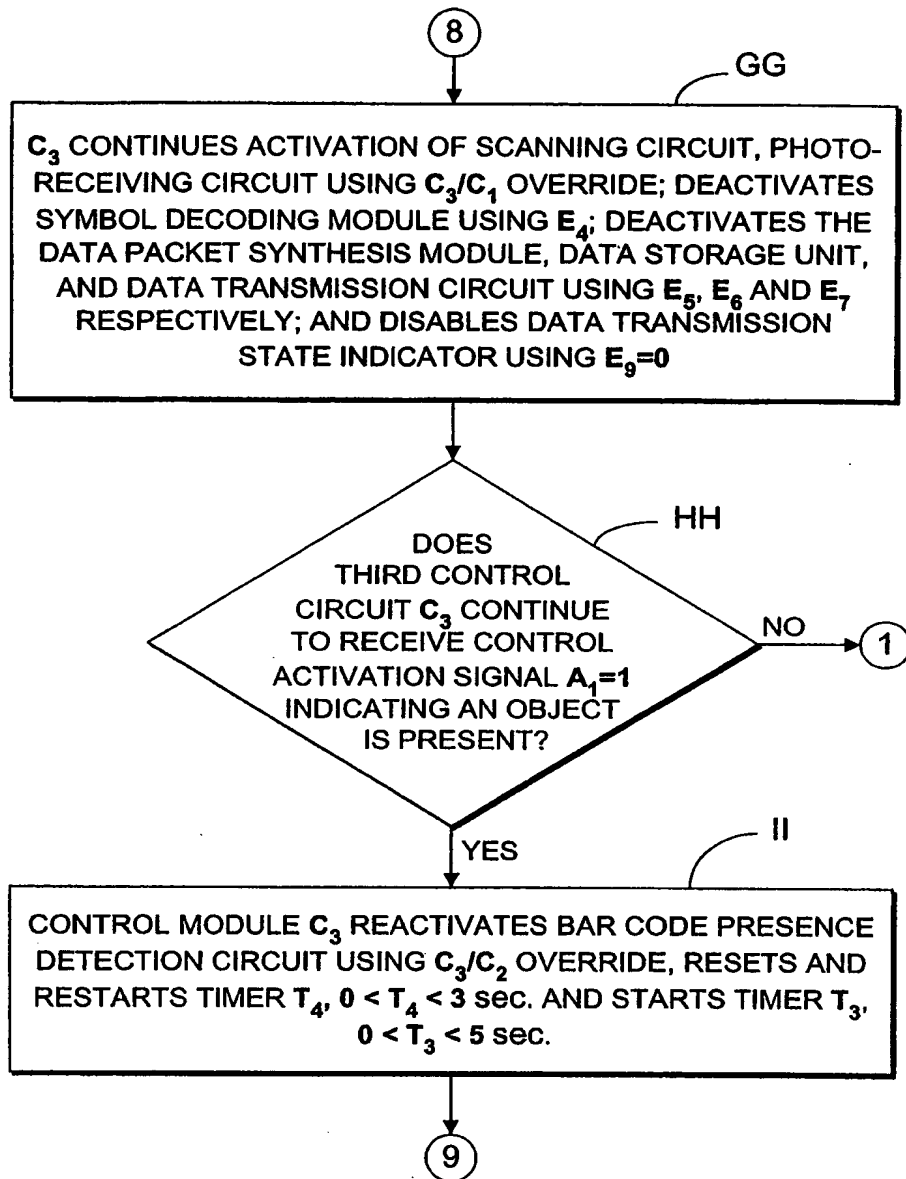 8
GG
C3 CONTINUES ACTIVATION OF SCANNING CIRCUIT, PHOTO-
RECEIVING CIRCUIT USING C3/C1 OVERRIDE; DEACTIVATES
SYMBOL DECODING MODULE USING E4; DEACTIVATES THE
DATA PACKET SYNTHESIS MODULE, DATA STORAGE UNIT,
AND DATA TRANSMISSION CIRCUIT USING E5, E6 AND E7
RESPECTIVELY; AND DISABLES DATA TRANSMISSION
STATE INDICATOR USING E9=0
HH
DOES
THIRD CONTROL
CIRCUIT C3 CONTINUE
TO RECEIVE CONTROL
ACTIVATION SIGNAL A1=1
INDICATING AN OBJECT
IS PRESENT?
NO
1
YES
II
CONTROL MODULE C3 REACTIVATES BAR CODE PRESENCE
DETECTION CIRCUIT USING C3/C2 OVERRIDE, RESETS AND
RESTARTS TIMER T4, 0 < T4 < 3 sec. AND STARTS TIMER T3,
0 < T3 < 5 sec.
9